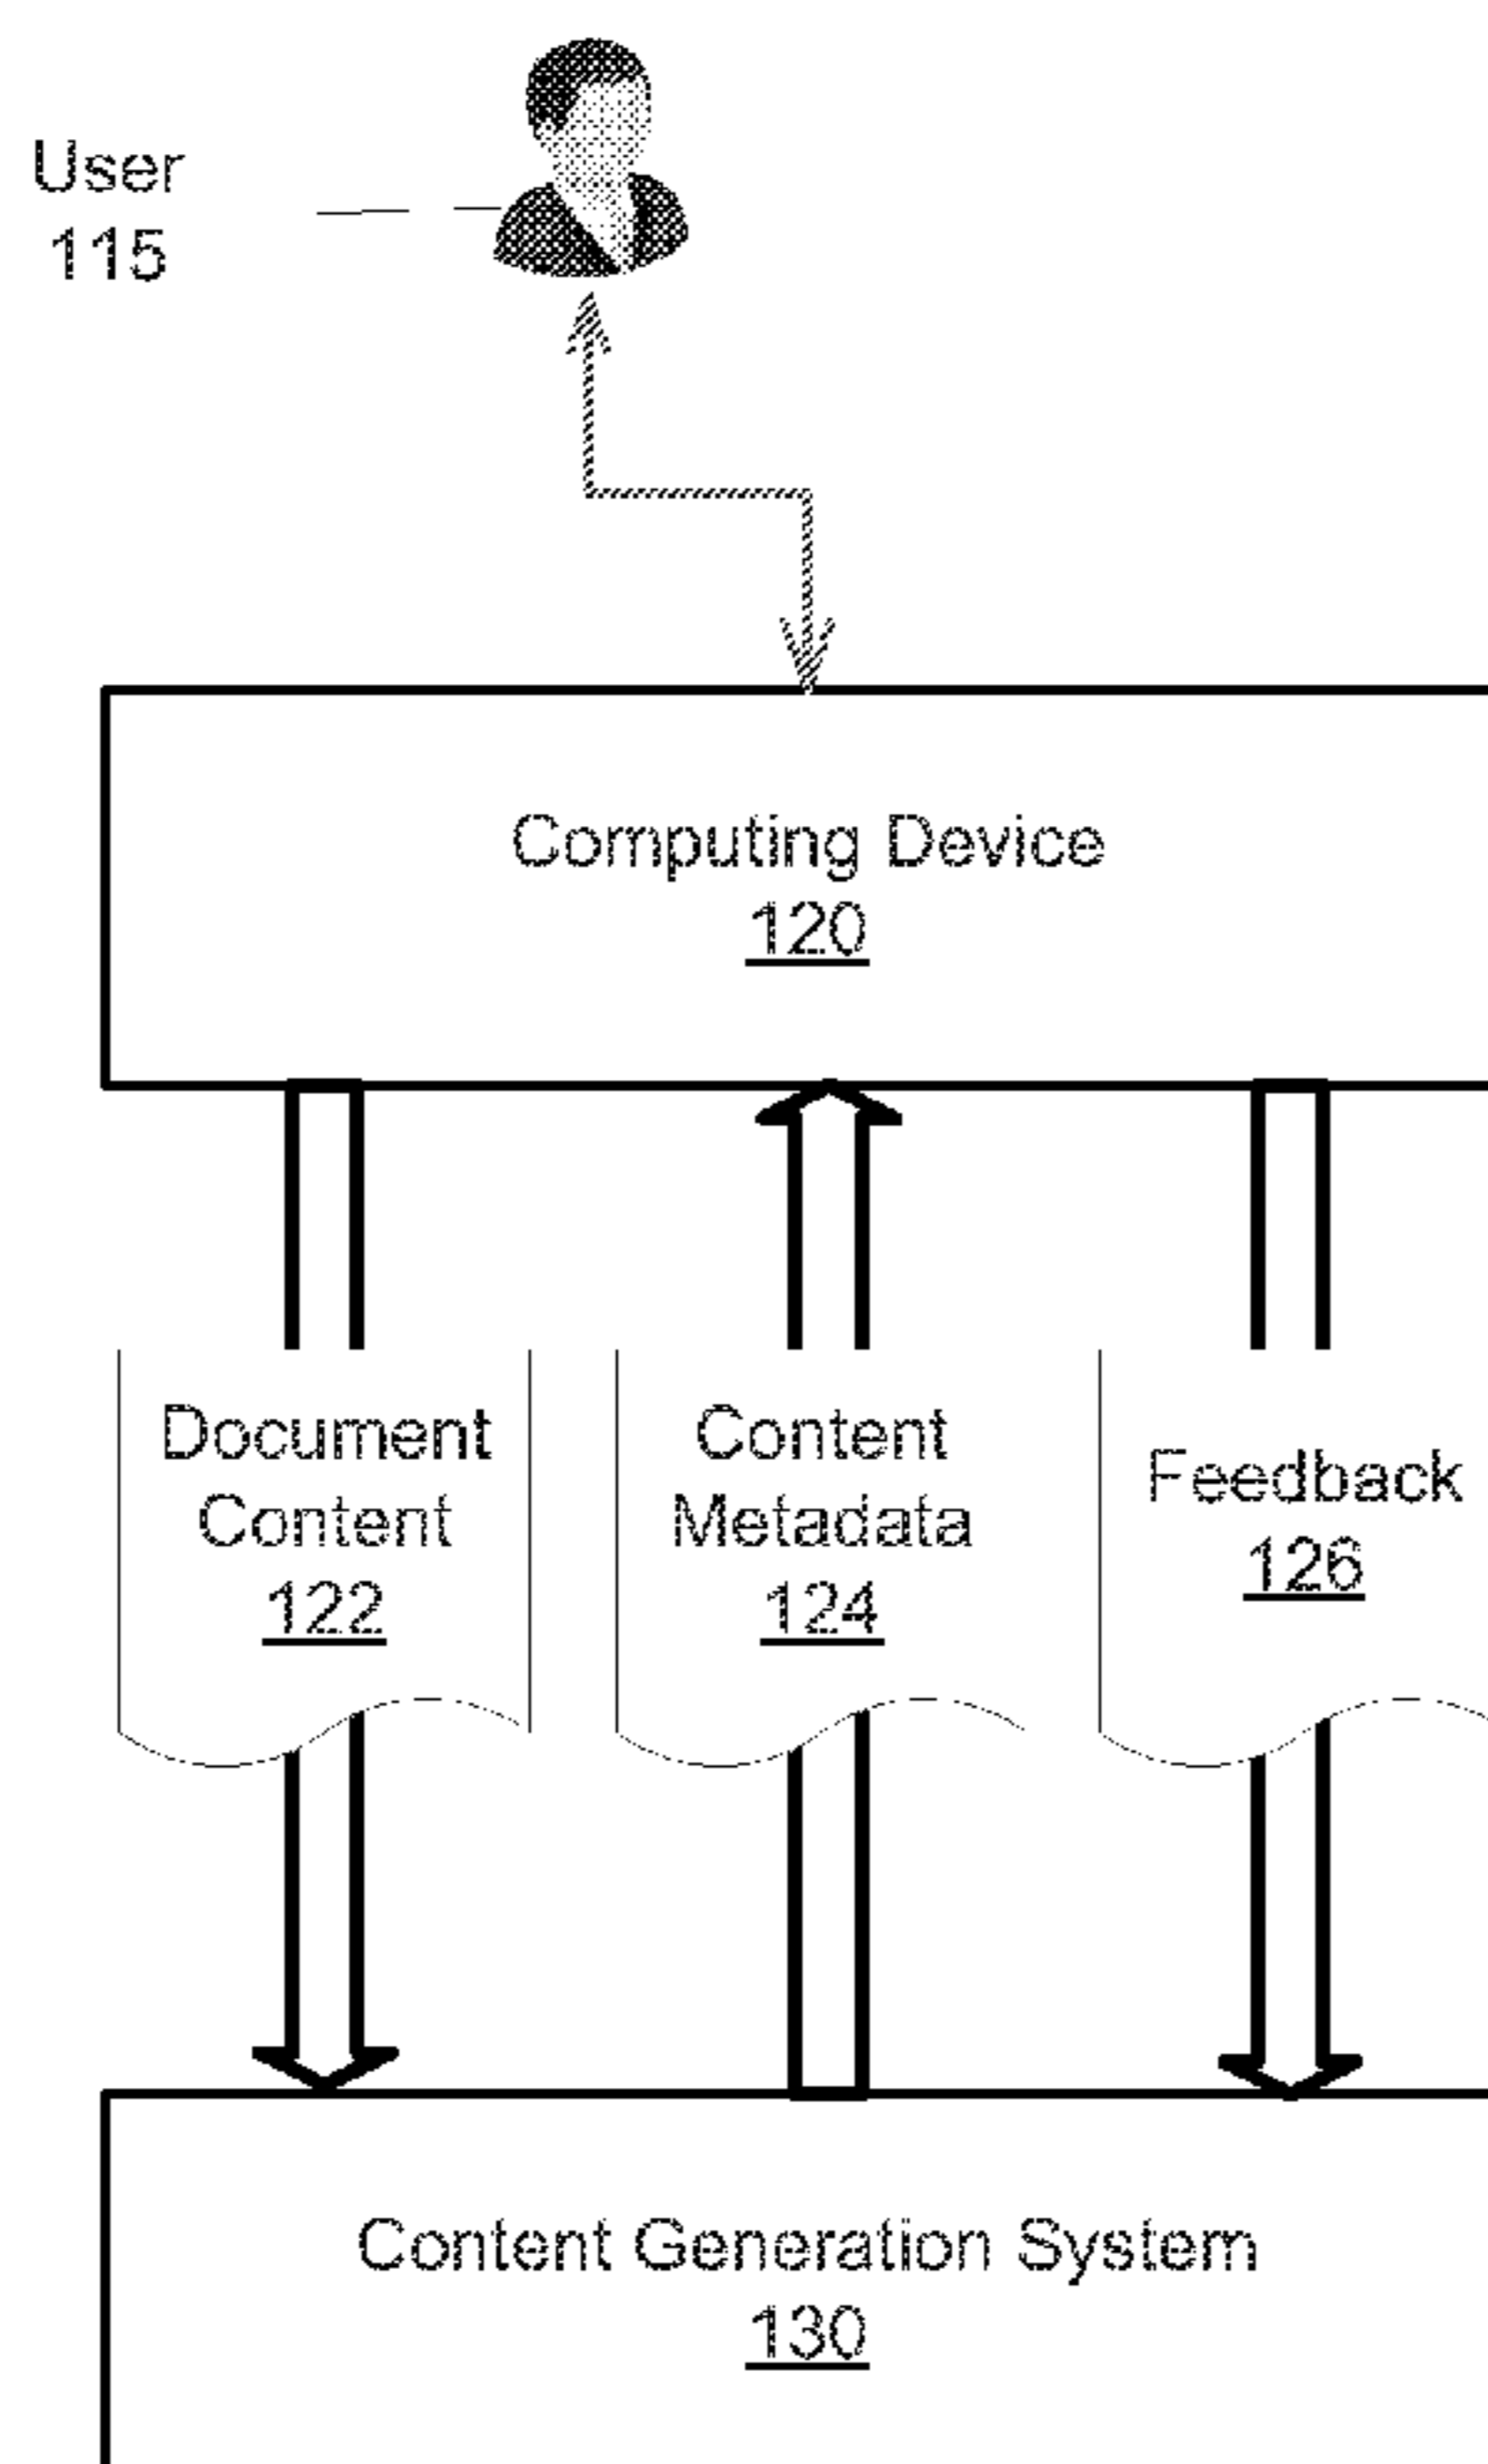 User
115
Computing Device
120
Document
Content
122
Content
Metadata
124
Feedback
126
Content Generation System
130